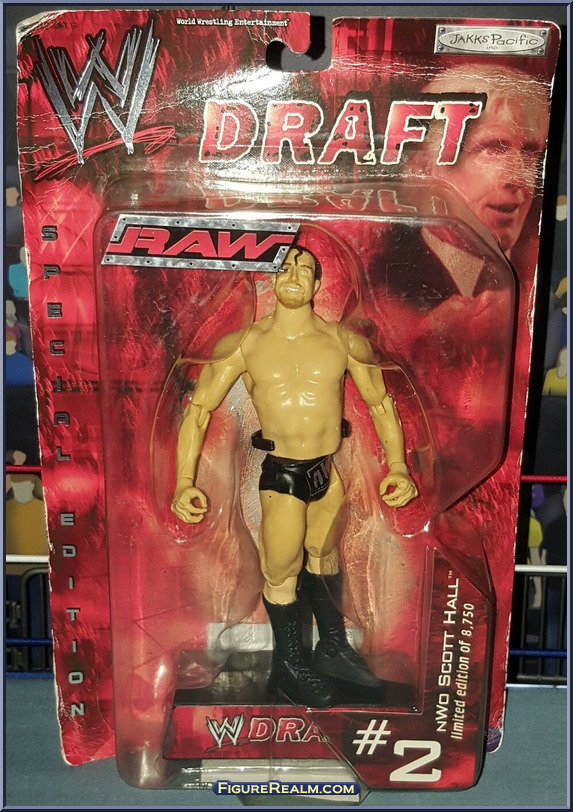 World Wrestling Entertainment®
JAKKS Pacific
W
DRAFT
RAW
SPECIAL EDITION
NWO SCOTT HALL™
limited edition of 8,750
W DRA
#2
FIGUREREALM.COM